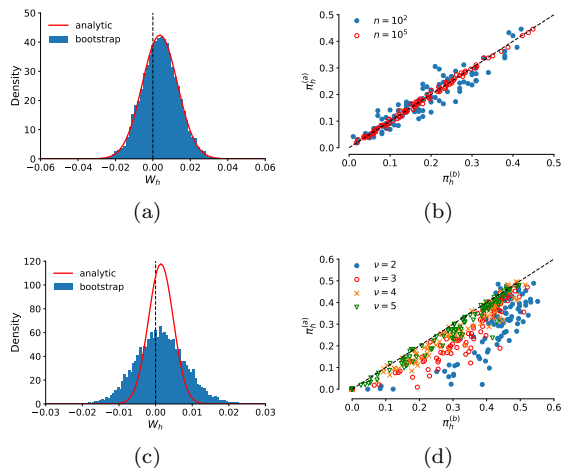 50
40
30
20
10
0
Density
analytic
bootstrap
−0.06 −0.04 −0.02 0.00 0.02 0.04 0.06
W_h
(a)
0.5
0.4
0.3
0.2
0.1
0.0
π_h^(a)
n = 10^2
n = 10^5
0.0 0.1 0.2 0.3 0.4 0.5
π_h^(b)
(b)
120
100
80
60
40
20
0
Density
analytic
bootstrap
−0.03 −0.02 −0.01 0.00 0.01 0.02 0.03
W_h
(c)
0.6
0.5
0.4
0.3
0.2
0.1
0.0
π_h^(a)
ν = 2
ν = 3
ν = 4
ν = 5
0.0 0.1 0.2 0.3 0.4 0.5 0.6
π_h^(b)
(d)